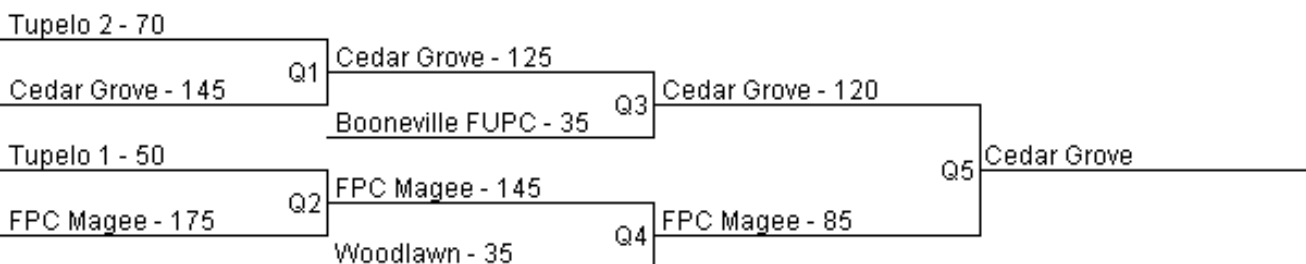 Tupelo 2 - 70
Q1
Cedar Grove - 145
Cedar Grove - 125
Q3
Booneville FUPC - 35
Cedar Grove - 120
Tupelo 1 - 50
Q2
FPC Magee - 175
FPC Magee - 145
Q4
Woodlawn - 35
FPC Magee - 85
Q5
Cedar Grove